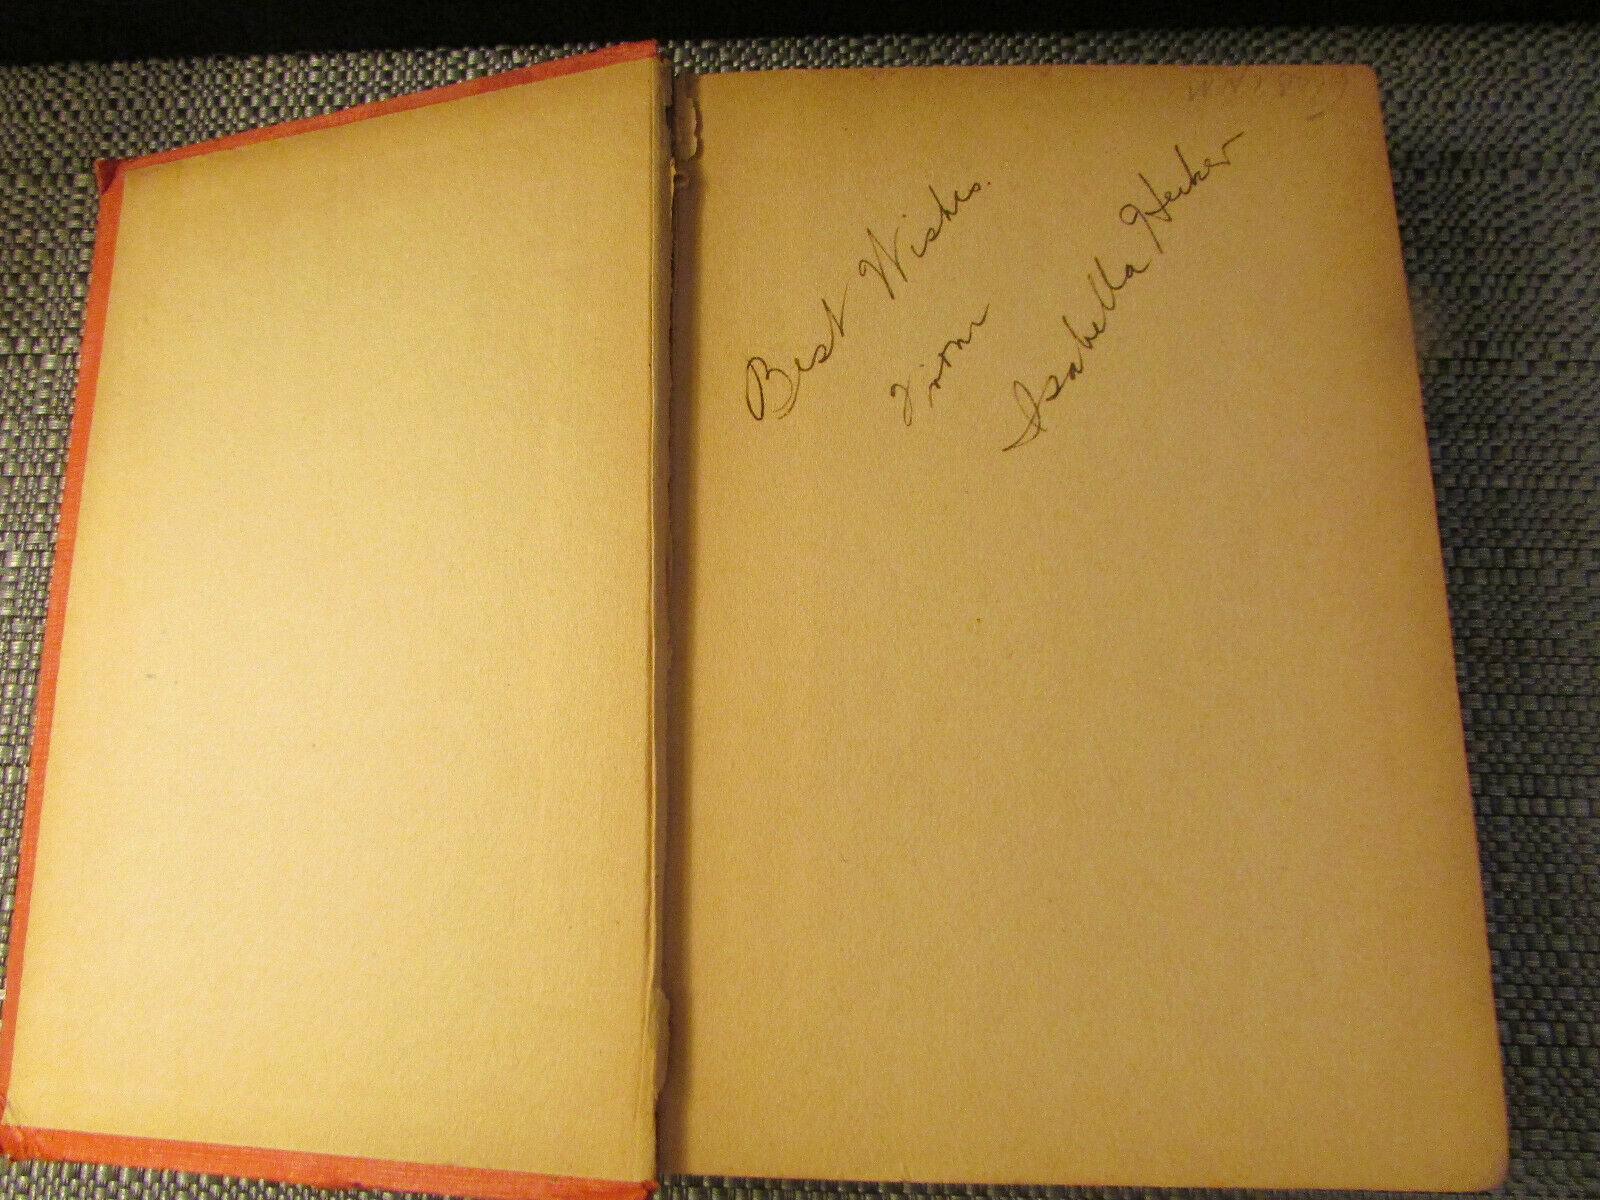 Best Wishes.
From
Isabella Hecker